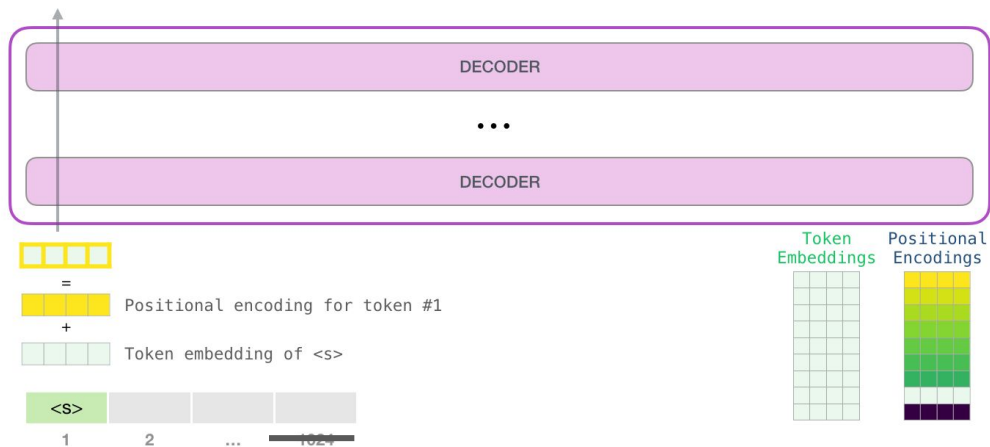 DECODER
...
DECODER
Token Embeddings
Positional Encodings
=
Positional encoding for token #1
+
Token embedding of <s>
<s>
1 2 ...